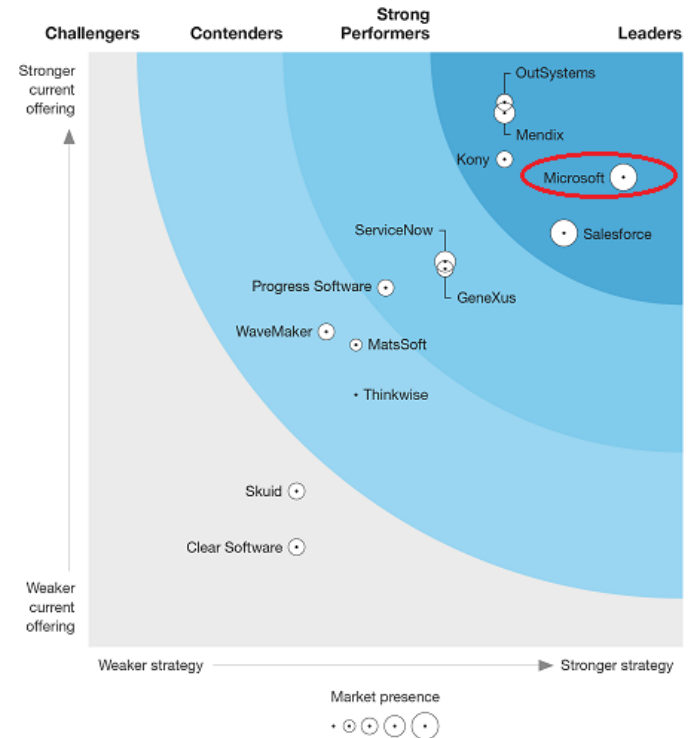 Challengers
Contenders
Strong
Performers
Leaders
Stronger
current
offering
OutSystems
Mendix
Kony
Microsoft
Salesforce
ServiceNow
GeneXus
Progress Software
WaveMaker
MatsSoft
Thinkwise
Skuid
Clear Software
Weaker
current
offering
Weaker strategy
Stronger strategy
Market presence